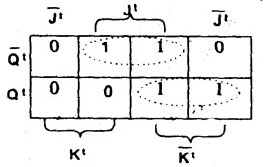 J̅ᵗ Jᵗ J̅ᵗ
Q̅ᵗ 0 1 1 0
Qᵗ 0 0 1 1
Kᵗ K̅ᵗ